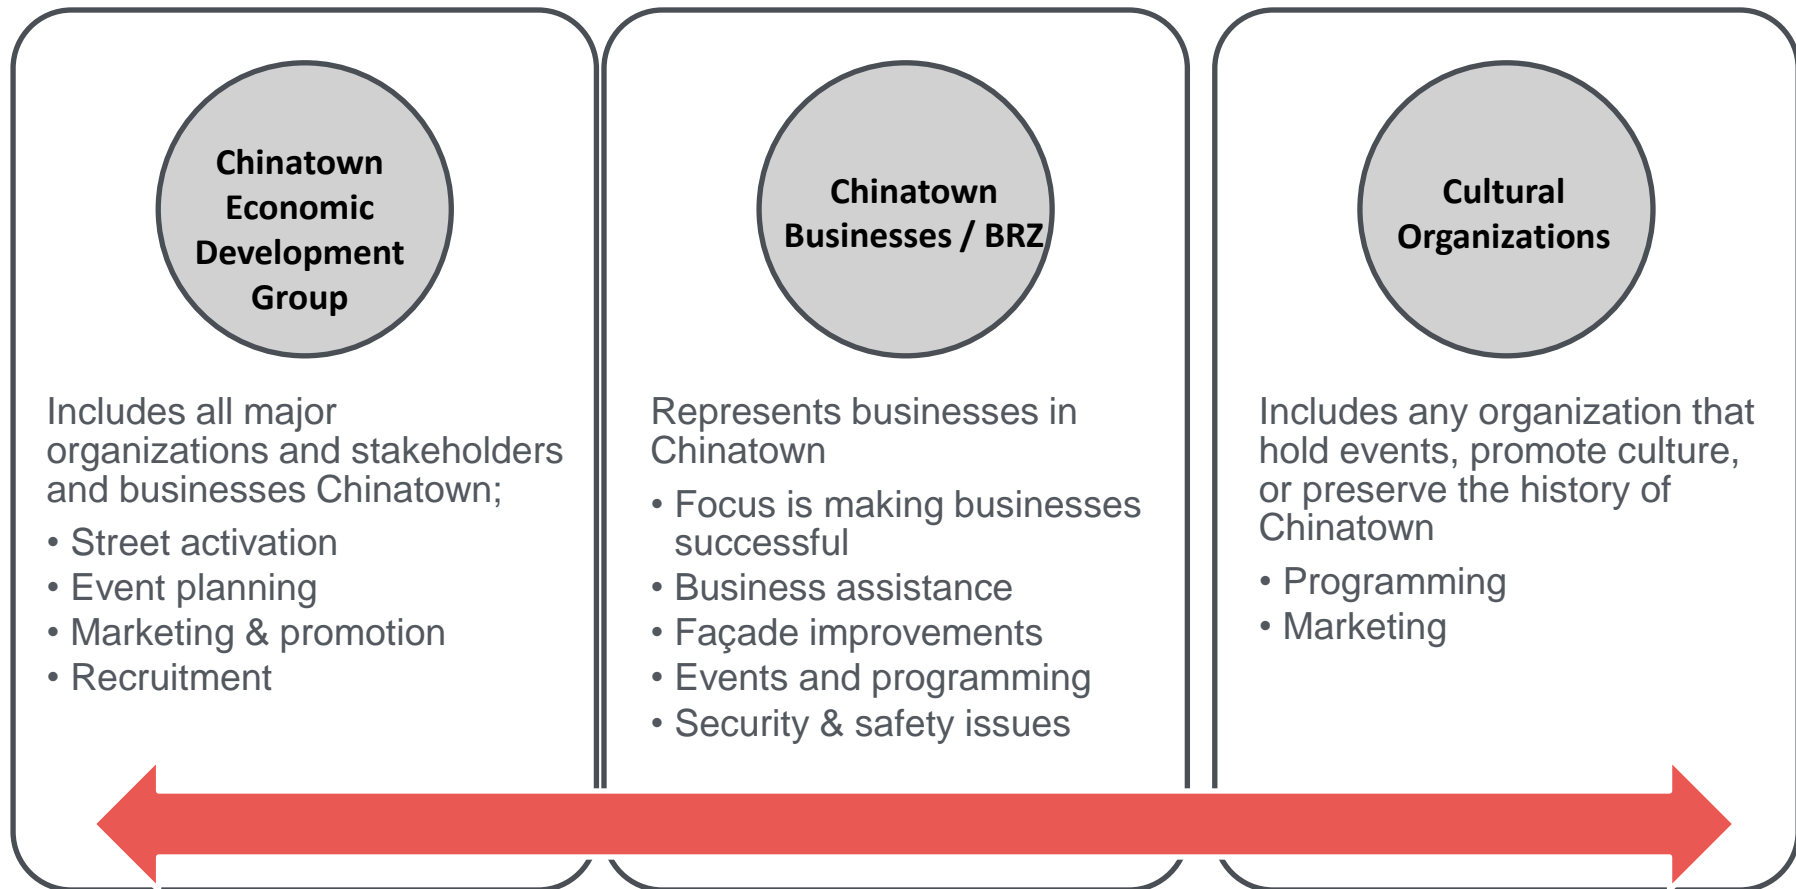 Chinatown
Economic
Development
Group
Includes all major
organizations and stakeholders
and businesses Chinatown;
• Street activation
• Event planning
• Marketing & promotion
• Recruitment
Chinatown
Businesses / BRZ
Represents businesses in
Chinatown
• Focus is making businesses
successful
• Business assistance
• Façade improvements
• Events and programming
• Security & safety issues
Cultural
Organizations
Includes any organization that
hold events, promote culture,
or preserve the history of
Chinatown
• Programming
• Marketing